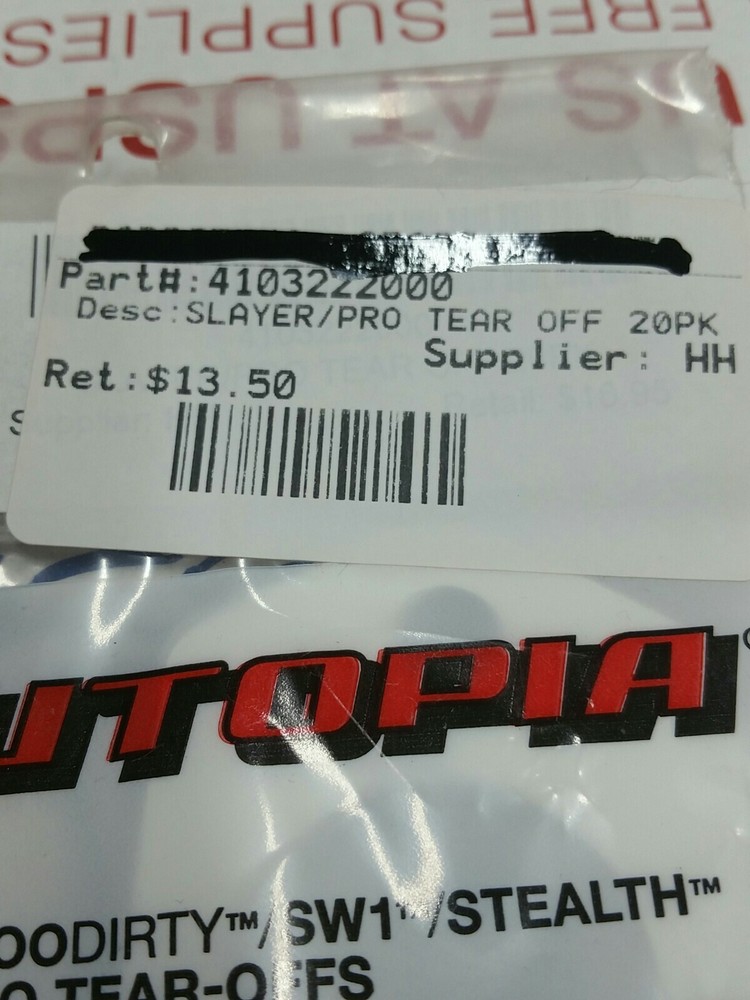 FREE SUPPLIES
US AT USPS
Part#:4103222000
Desc:SLAYER/PRO TEAR OFF 20PK
Supplier: HH
Ret:$13.50
UTOPIA
OODIRTY™/SW1™/STEALTH™
O TEAR-OFFS